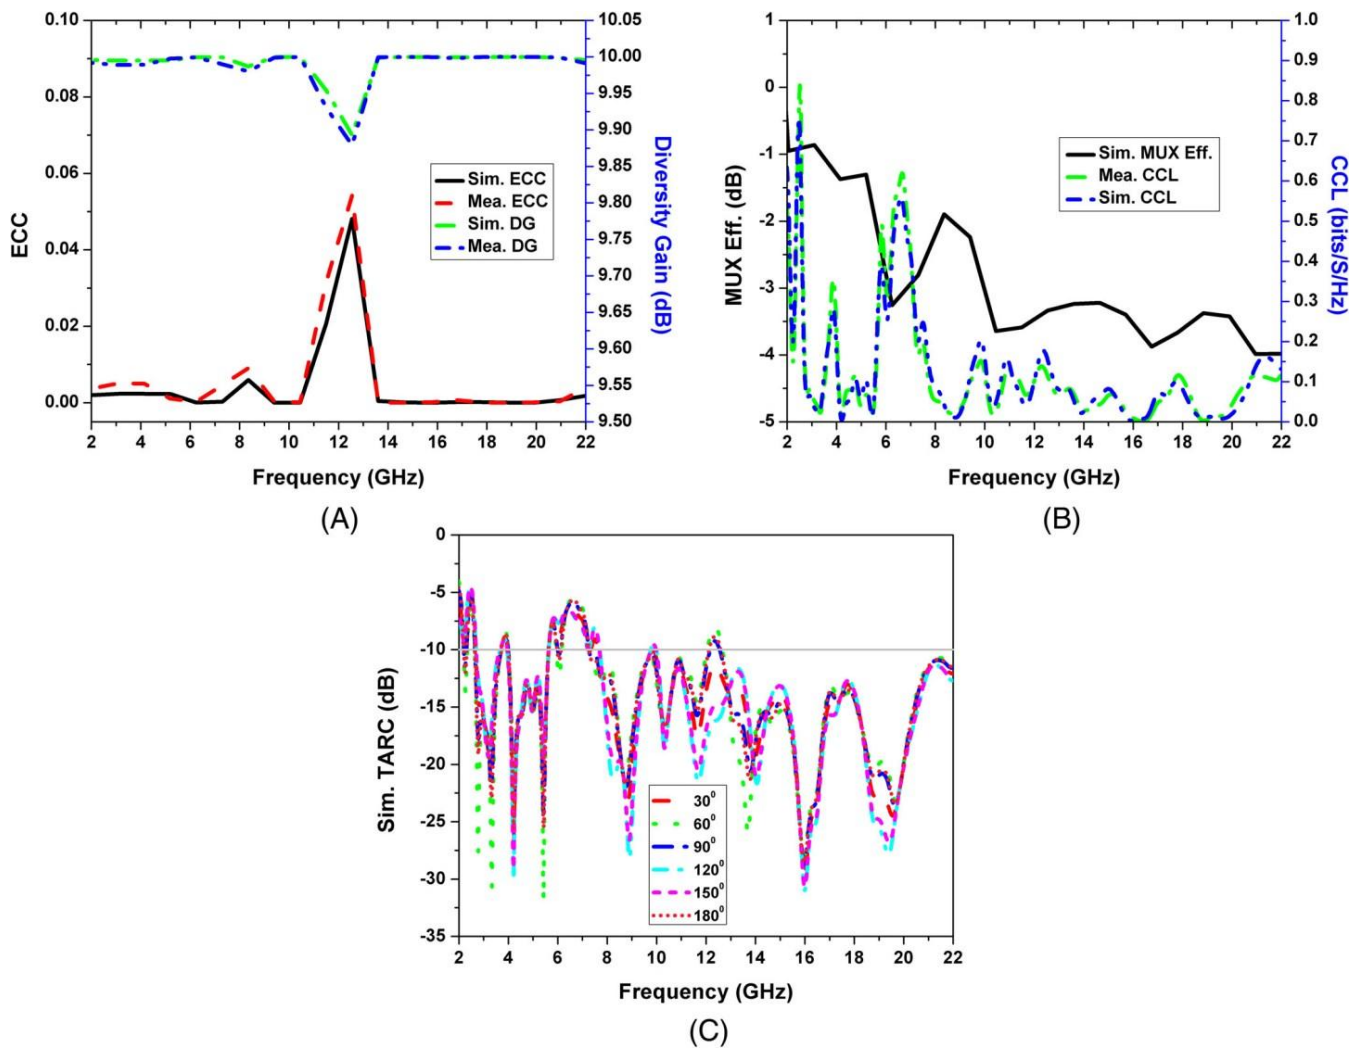 0.10
0.08
0.06
0.04
0.02
0.00
ECC
10.05
10.00
9.95
9.90
9.85
9.80
9.75
9.70
9.65
9.60
9.55
9.50
Diversity Gain (dB)
Sim. ECC
Mea. ECC
Sim. DG
Mea. DG
2 4 6 8 10 12 14 16 18 20 22
Frequency (GHz)
(A)
1
0
-1
-2
-3
-4
-5
MUX Eff. (dB)
1.0
0.9
0.8
0.7
0.6
0.5
0.4
0.3
0.2
0.1
0.0
CCL (bits/S/Hz)
Sim. MUX Eff.
Mea. CCL
Sim. CCL
2 4 6 8 10 12 14 16 18 20 22
Frequency (GHz)
(B)
0
-5
-10
-15
-20
-25
-30
-35
Sim. TARC (dB)
30⁰
60⁰
90⁰
120⁰
150⁰
180⁰
2 4 6 8 10 12 14 16 18 20 22
Frequency (GHz)
(C)